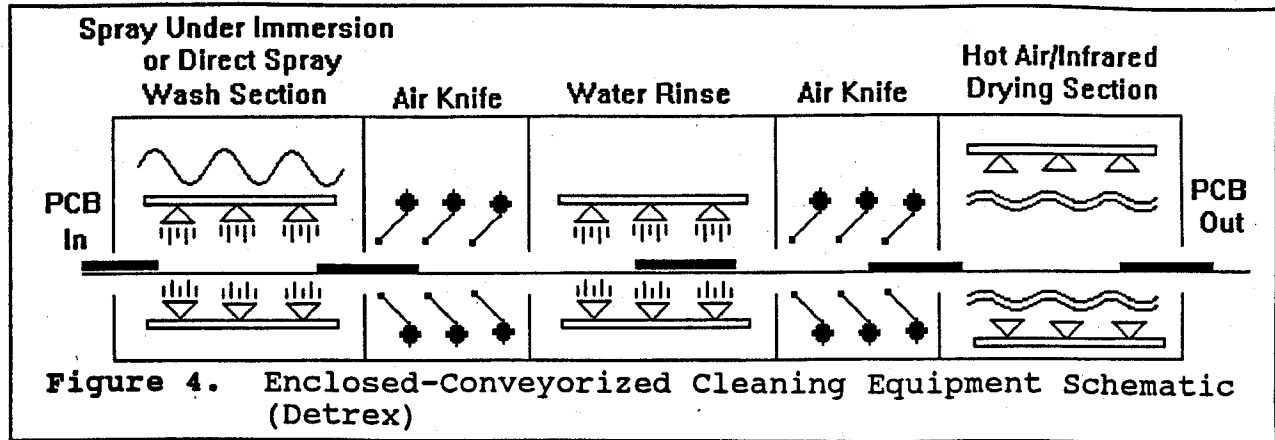 Spray Under Immersion
or Direct Spray
Wash Section
Air Knife
Water Rinse
Air Knife
Hot Air/Infrared
Drying Section
PCB
In
PCB
Out
Figure 4. Enclosed-Conveyorized Cleaning Equipment Schematic
(Detrex)